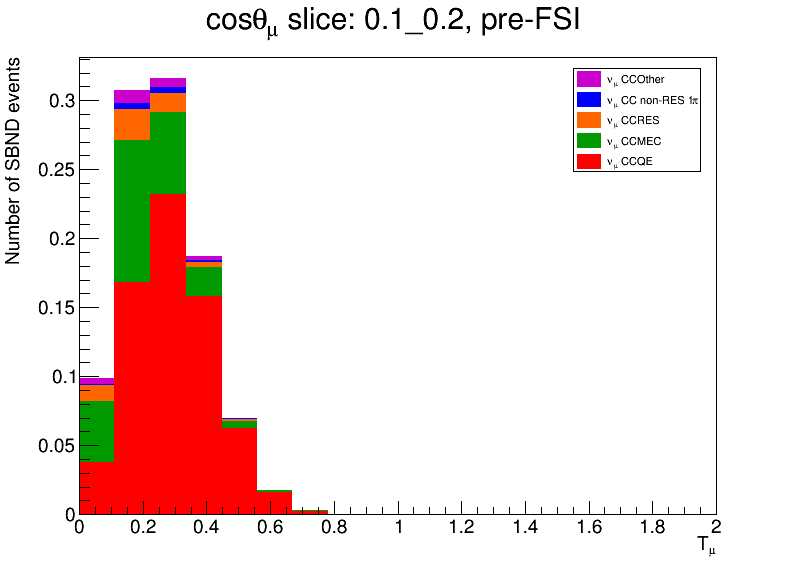 cosθμ slice: 0.1_0.2, pre-FSI
Number of SBND events
0.3
0.25
0.2
0.15
0.1
0.05
0
νμ CCOther
νμ CC non-RES 1π
νμ CCRES
νμ CCMEC
νμ CCQE
0 0.2 0.4 0.6 0.8 1 1.2 1.4 1.6 1.8 2
Tμ